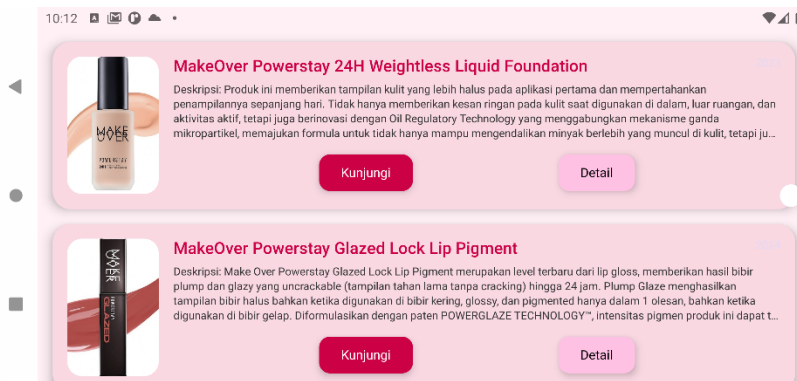 10:12
MakeOver Powerstay 24H Weightless Liquid Foundation
Deskripsi: Produk ini memberikan tampilan kulit yang lebih halus pada aplikasi pertama dan mempertahankan
penampilannya sepanjang hari. Tidak hanya memberikan kesan ringan pada kulit saat digunakan di dalam, luar ruangan, dan
aktivitas aktif, tetapi juga berinovasi dengan Oil Regulatory Technology yang menggabungkan mekanisme ganda
mikropartikel, memajukan formula untuk tidak hanya mampu mengendalikan minyak berlebih yang muncul di kulit, tetapi ju...
MAKE
OVER
POWERSTAY
Kunjungi
Detail
MakeOver Powerstay Glazed Lock Lip Pigment
Deskripsi: Make Over Powerstay Glazed Lock Lip Pigment merupakan level terbaru dari lip gloss, memberikan hasil bibir
plump dan glazy yang uncrackable (tampilan tahan lama tanpa cracking) hingga 24 jam. Plump Glaze menghasilkan
tampilan bibir halus bahkan ketika digunakan di bibir kering, glossy, dan pigmented hanya dalam 1 olesan, bahkan ketika
digunakan di bibir gelap. Diformulasikan dengan paten POWERGLAZE TECHNOLOGY™, intensitas pigmen produk ini dapat t...
MAKE
OVER
GLAZED
Kunjungi
Detail